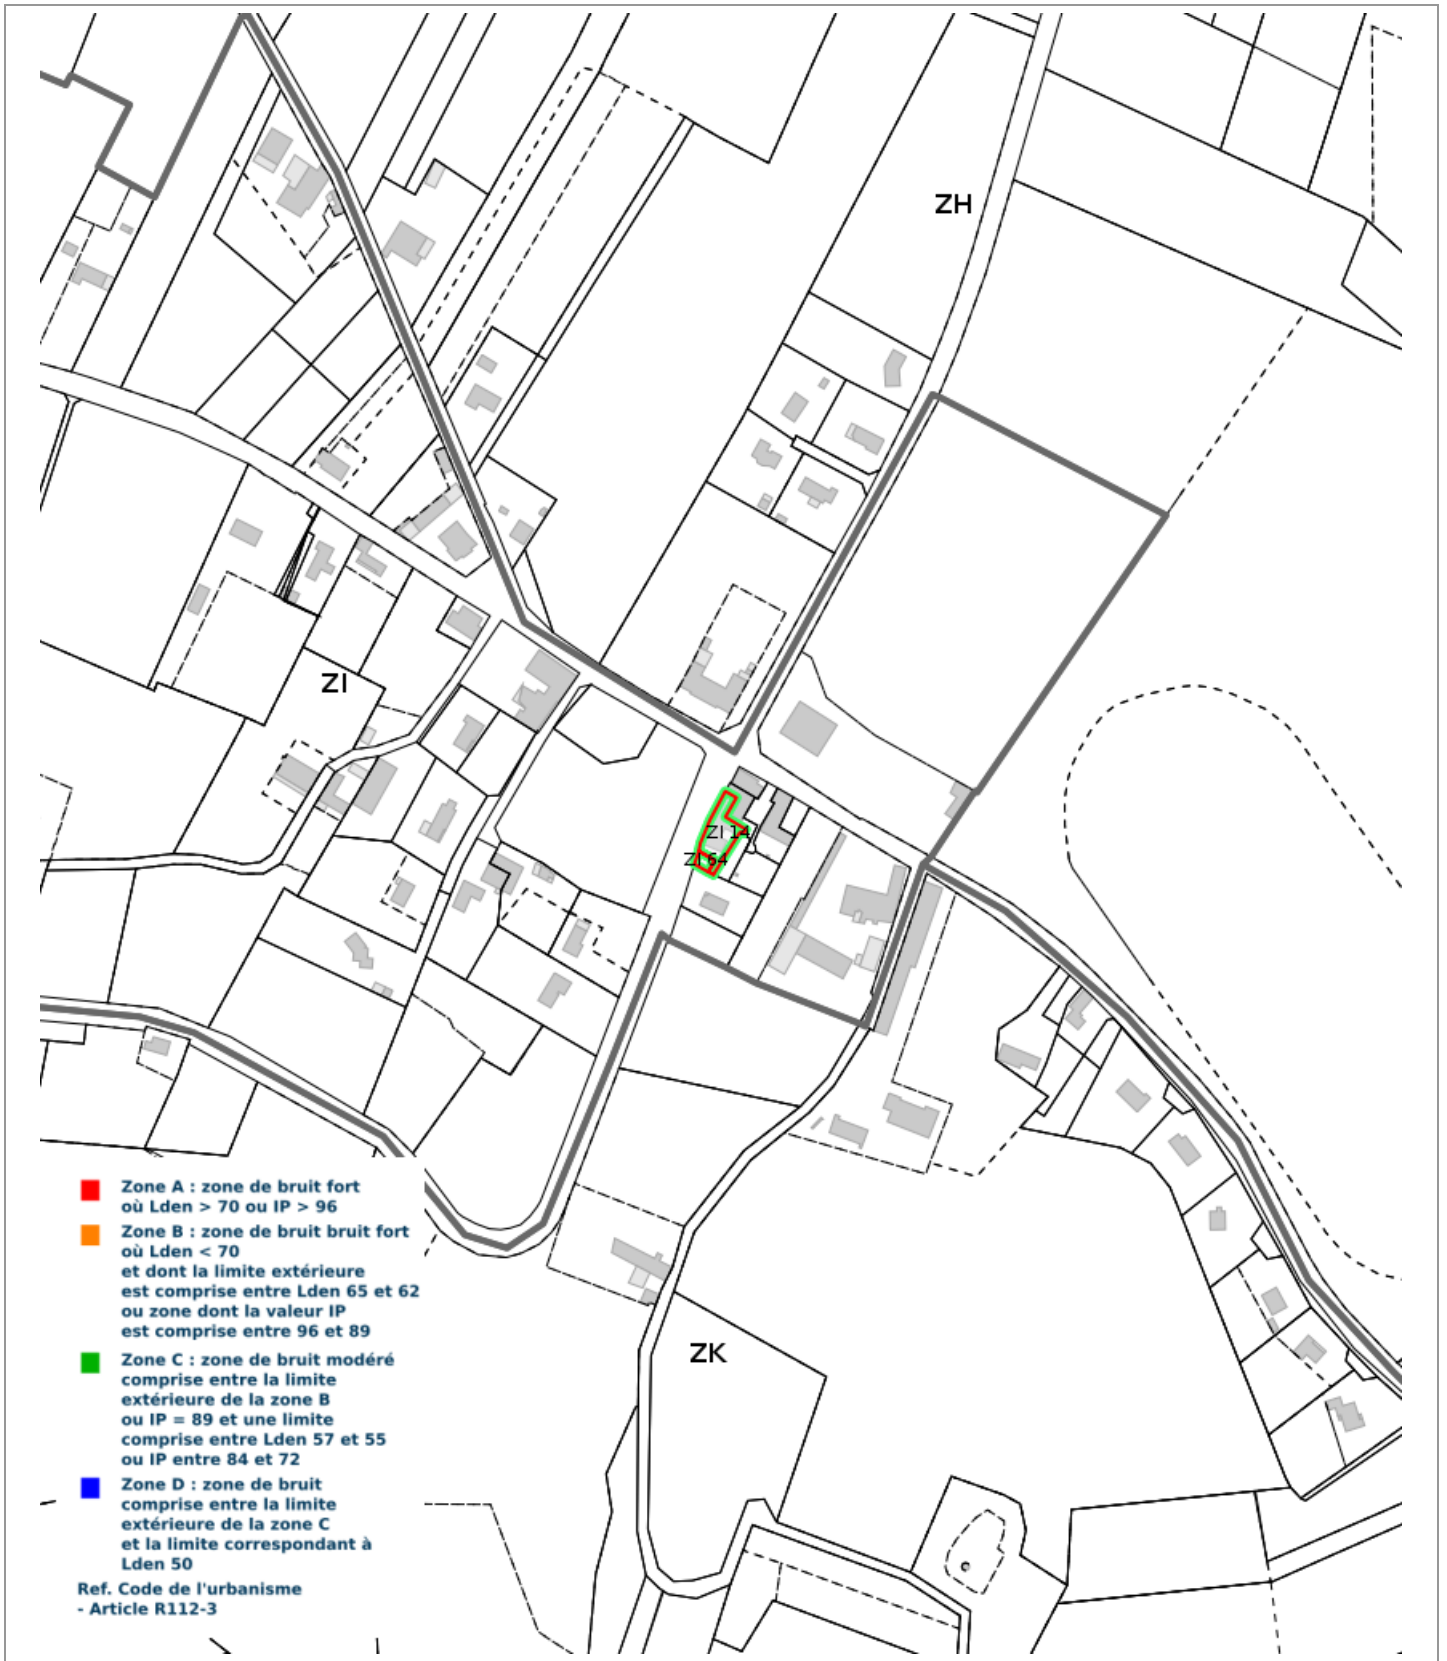 ZH
ZI
ZI 14
ZI 64
ZK
Zone A : zone de bruit fort
où Lden > 70 ou IP > 96
Zone B : zone de bruit bruit fort
où Lden < 70
et dont la limite extérieure
est comprise entre Lden 65 et 62
ou zone dont la valeur IP
est comprise entre 96 et 89
Zone C : zone de bruit modéré
comprise entre la limite
extérieure de la zone B
ou IP = 89 et une limite
comprise entre Lden 57 et 55
ou IP entre 84 et 72
Zone D : zone de bruit
comprise entre la limite
extérieure de la zone C
et la limite correspondant à
Lden 50
Ref. Code de l'urbanisme
- Article R112-3